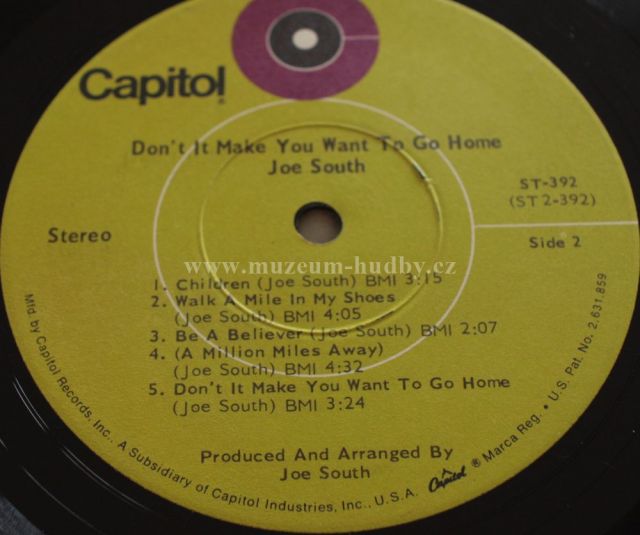 Capitol®
Don't It Make You Want To Go Home
Joe South
ST-392
(ST 2-392)
Stereo
Side 2
www.muzeum-hudby.cz
1. Children (Joe South) BMI 3:15
2. Walk A Mile In My Shoes
(Joe South) BMI 4:05
3. Be A Believer (Joe South) BMI 2:07
4. (A Million Miles Away)
(Joe South) BMI 4:32
5. Don't It Make You Want To Go Home
(Joe South) BMI 3:24
Produced And Arranged By
Joe South
Mfd. by Capitol Records, Inc., A Subsidiary of Capitol Industries, Inc., U.S.A. Capitol ® Marca Reg. • U.S. Pat. No. 2,631,859